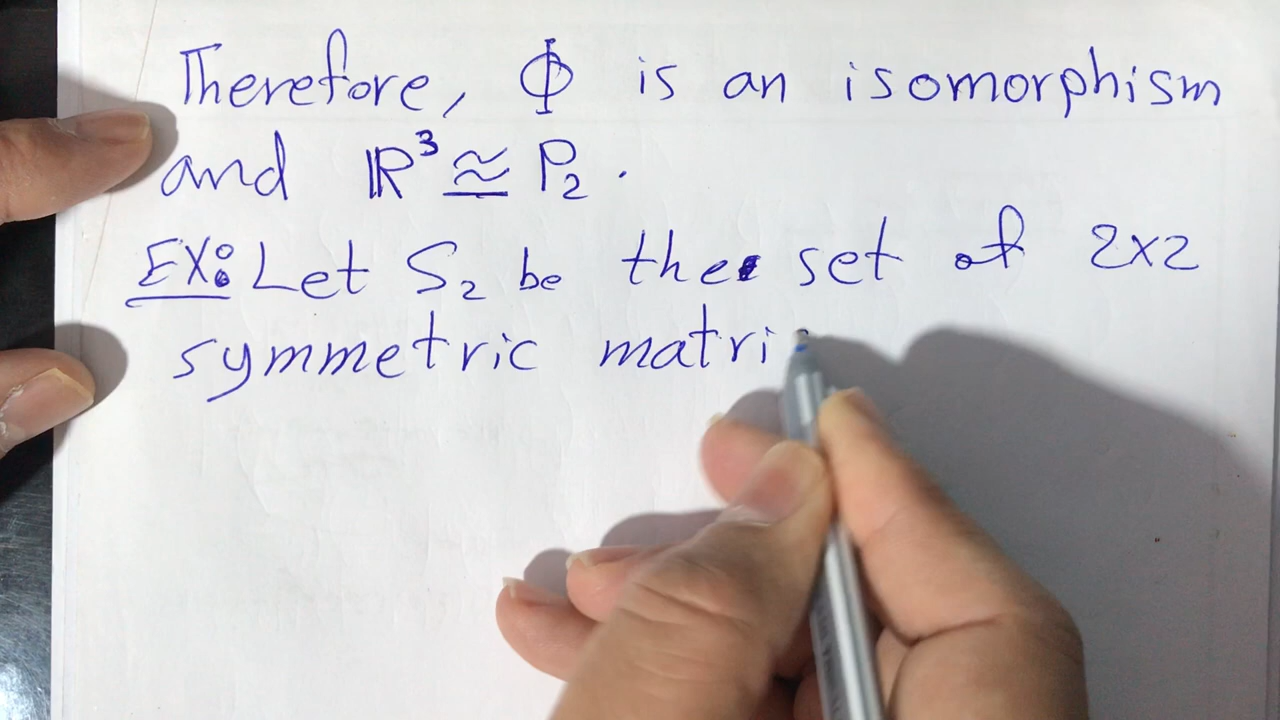 Therefore, Φ is an isomorphism
and ℝ³ ≅ P₂.
EX: Let S₂ be the set of 2x2
symmetric matri